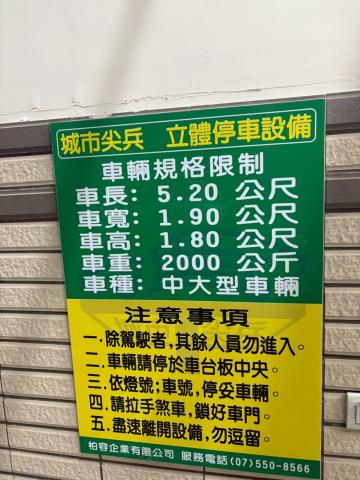 城市尖兵 立體停車設備
車輛規格限制
車長: 5.20 公尺
車寬: 1.90 公尺
車高: 1.80 公尺
車重: 2000 公斤
車種: 中大型車輛
注意事項
一.除駕駛者,其餘人員勿進入。
二.車輛請停於車台板中央。
三.依燈號;車號,停妥車輛。
四.請拉手煞車,鎖好車門。
五.盡速離開設備,勿逗留。
柏容企業有限公司 服務電話(07)550-8566